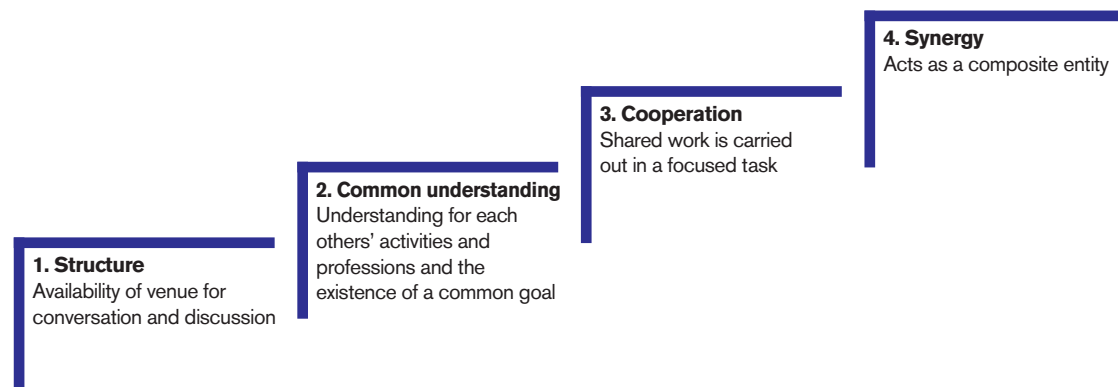 1. Structure
Availability of venue for
conversation and discussion
2. Common understanding
Understanding for each
others’ activities and
professions and the
existence of a common goal
3. Cooperation
Shared work is carried
out in a focused task
4. Synergy
Acts as a composite entity